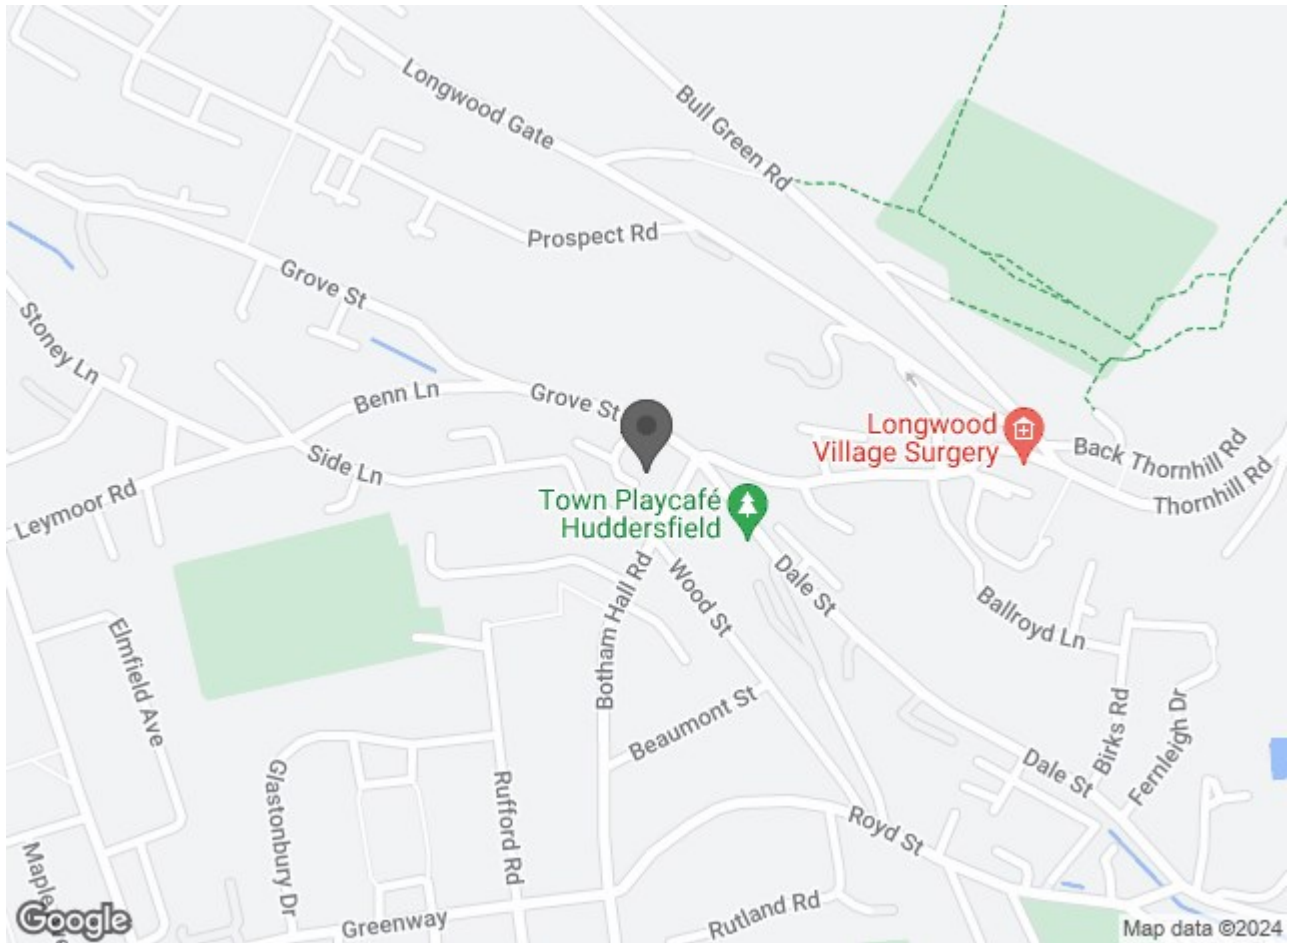 Longwood Gate
Bull Green Rd
Prospect Rd
Grove St
Stoney Ln
Benn Ln
Grove St
Longwood
Village Surgery
Back Thornhill Rd
Thornhill Rd
Side Ln
Leymoor Rd
Town Playcafé
Huddersfield
Botham Hall Rd
Wood St
Dale St
Ballroyd Ln
Elmfield Ave
Beaumont St
Birks Rd
Fernleigh Dr
Glastonbury Dr
Rufford Rd
Dale St
Royd St
Greenway
Rutland Rd
Google
Map data ©2024